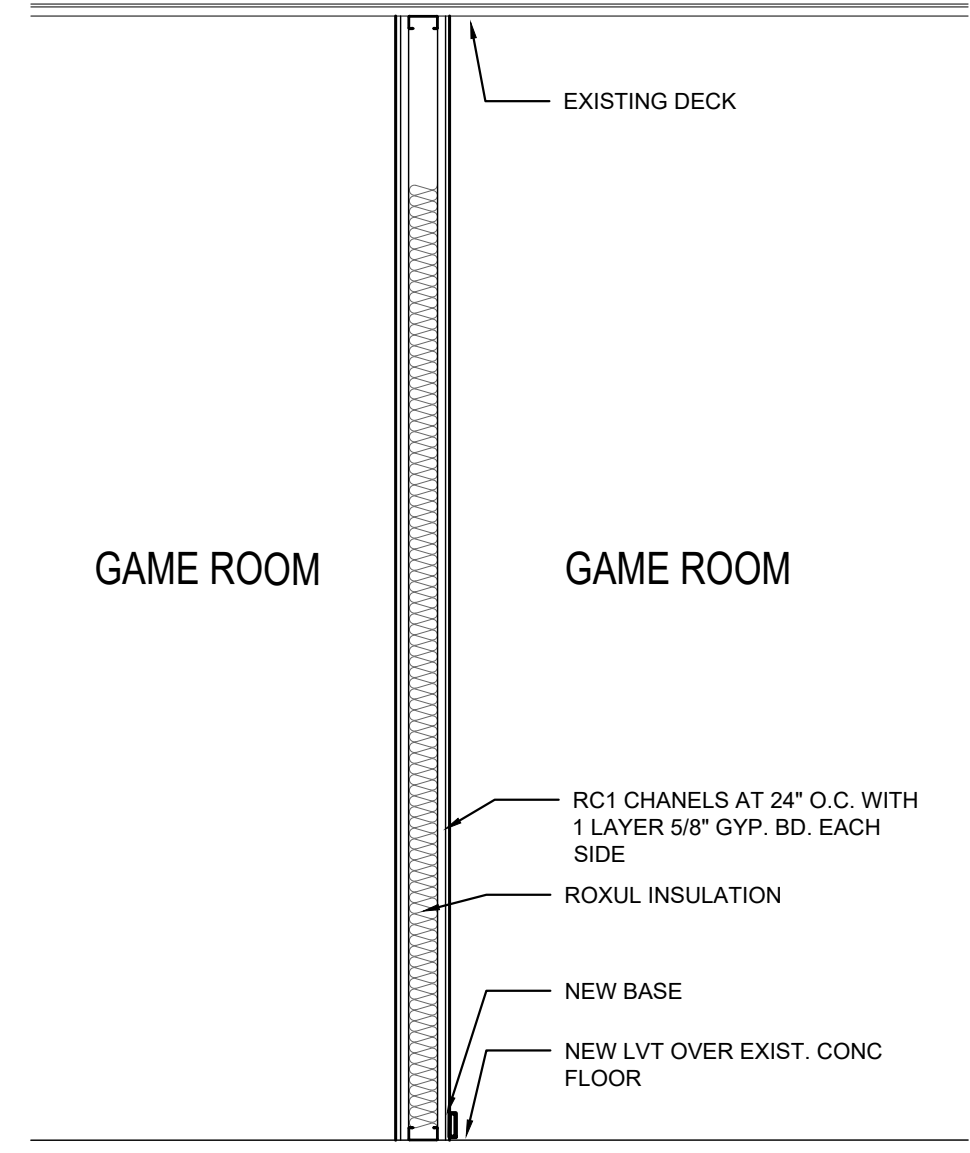 EXISTING DECK
GAME ROOM
GAME ROOM
RC1 CHANELS AT 24" O.C. WITH
1 LAYER 5/8" GYP. BD. EACH
SIDE
ROXUL INSULATION
NEW BASE
NEW LVT OVER EXIST. CONC
FLOOR